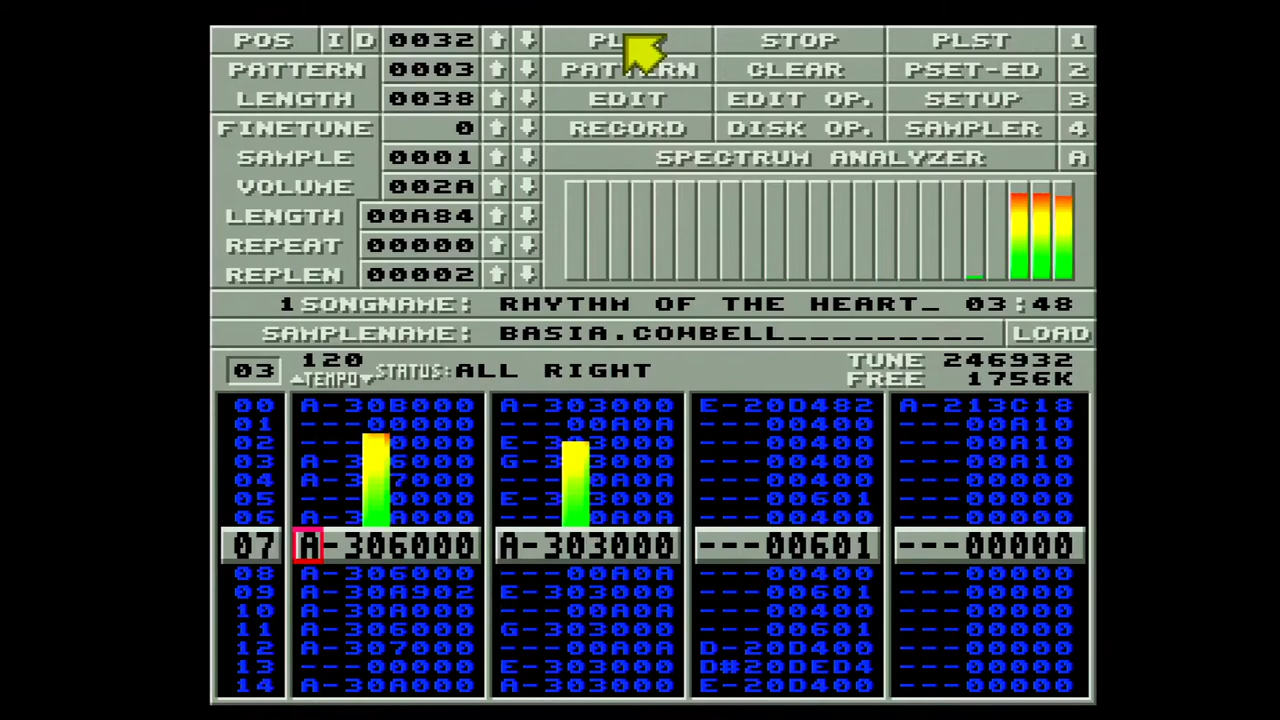 POS I D 0032 STOP PLST 1
PATTERN 0003 PATTERN CLEAR PSET-ED 2
LENGTH 0038 EDIT EDIT OP. SETUP 3
FINETUNE 0 RECORD DISK OP. SAMPLER 4
SAMPLE 0001 SPECTRUM ANALYZER A
VOLUME 002A
LENGTH 00A84
REPEAT 00000
REPLEN 00002
1 SONGNAME: RHYTHM OF THE HEART_ 03:48
SAMPLENAME: BASIA.COWBELL_________ LOAD
03 120 TEMPO STATUS: ALL RIGHT TUNE 246932
FREE 1756K
00 A-30B000 A-303000 E-20D482 A-213C18
01 ---00000 ---00000 ---00400 ---00A10
02 ---00A10
03 ---00400 ---00A10
04 ---00400 ---00000
05 ---00601 ---00000
06 ---00400 ---00000
07 A-306000 A-303000 ---00601 ---00000
08 A-306000 ---00A0A ---00400 ---00000
09 A-30A902 E-303000 ---00601 ---00000
10 A-30A000 ---00A0A ---00400 ---00000
11 A-306000 G-303000 ---00601 ---00000
12 A-307000 ---00A0A D-20D400 ---00000
13 ---00000 E-303000 D#20DED4 ---00000
14 A-30A000 A-303000 E-20D400 ---00000